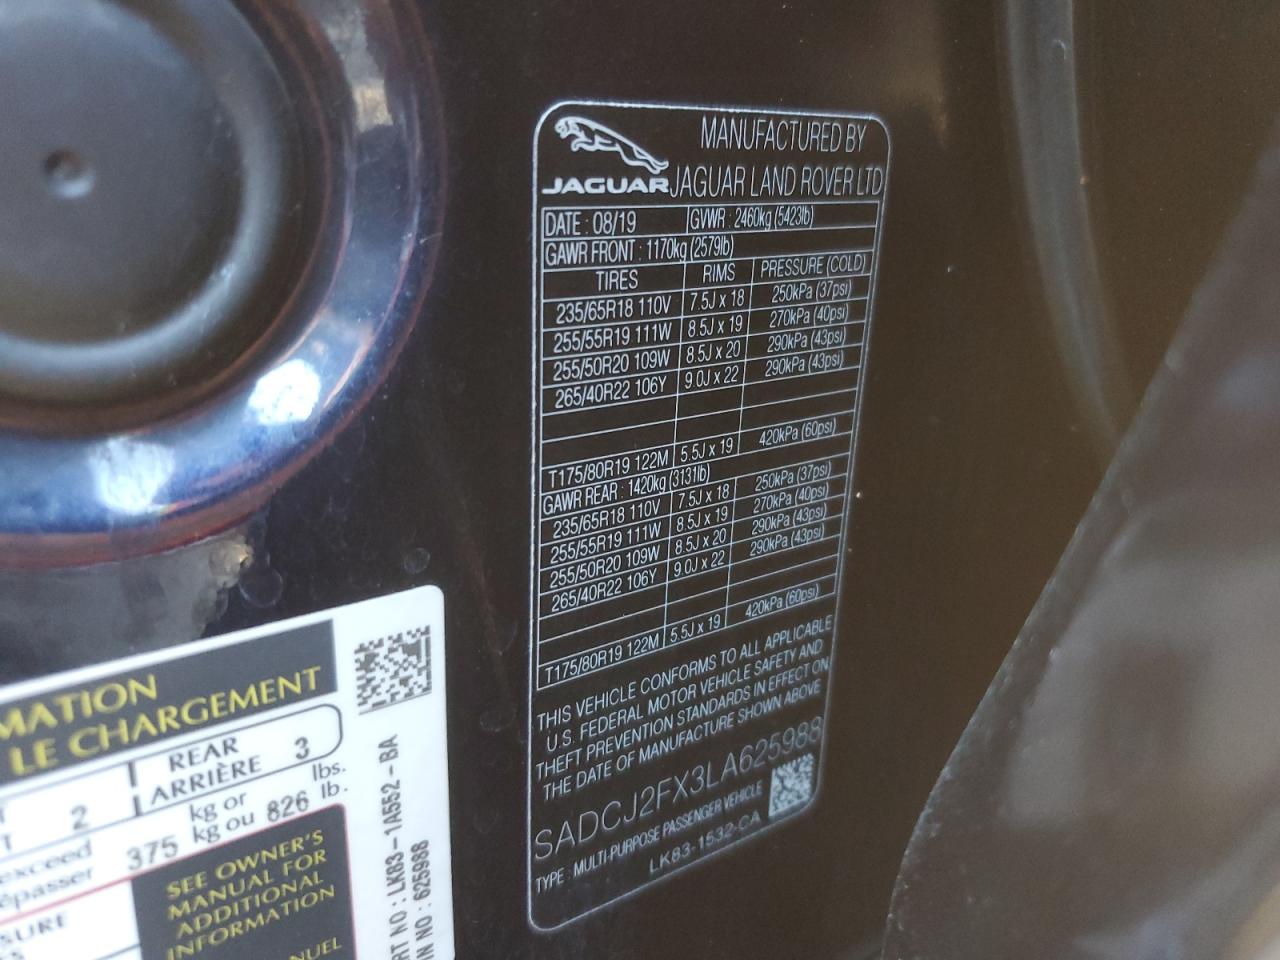 JAGUAR
MANUFACTURED BY
JAGUAR LAND ROVER LTD
DATE : 08/19 GVWR : 2460kg (5423lb)
GAWR FRONT : 1170kg (2579lb)
TIRES RIMS PRESSURE (COLD)
235/65R18 110V 7.5J x 18 250kPa (37psi)
255/55R19 111W 8.5J x 19 270kPa (40psi)
255/50R20 109W 8.5J x 20 290kPa (43psi)
265/40R22 106Y 9.0J x 22 290kPa (43psi)
T175/80R19 122M 5.5J x 19 420kPa (60psi)
GAWR REAR : 1420kg (3131lb)
235/65R18 110V 7.5J x 18 250kPa (37psi)
255/55R19 111W 8.5J x 19 270kPa (40psi)
255/50R20 109W 8.5J x 20 290kPa (43psi)
265/40R22 106Y 9.0J x 22 290kPa (43psi)
T175/80R19 122M 5.5J x 19 420kPa (60psi)
THIS VEHICLE CONFORMS TO ALL APPLICABLE
U.S. FEDERAL MOTOR VEHICLE SAFETY AND
THEFT PREVENTION STANDARDS IN EFFECT ON
THE DATE OF MANUFACTURE SHOWN ABOVE
SADCJ2FX3LA625988
TYPE : MULTI-PURPOSE PASSENGER VEHICLE
LK83-1532-CA
MATION
LE CHARGEMENT
2 REAR
ARRIÈRE 3
exceed 375 kg or 826 lbs.
épasser kg ou lb.
SURE
SEE OWNER'S
MANUAL FOR
ADDITIONAL
INFORMATION
NUEL
RT NO : LK83-1A552-BA
IN NO : 625988